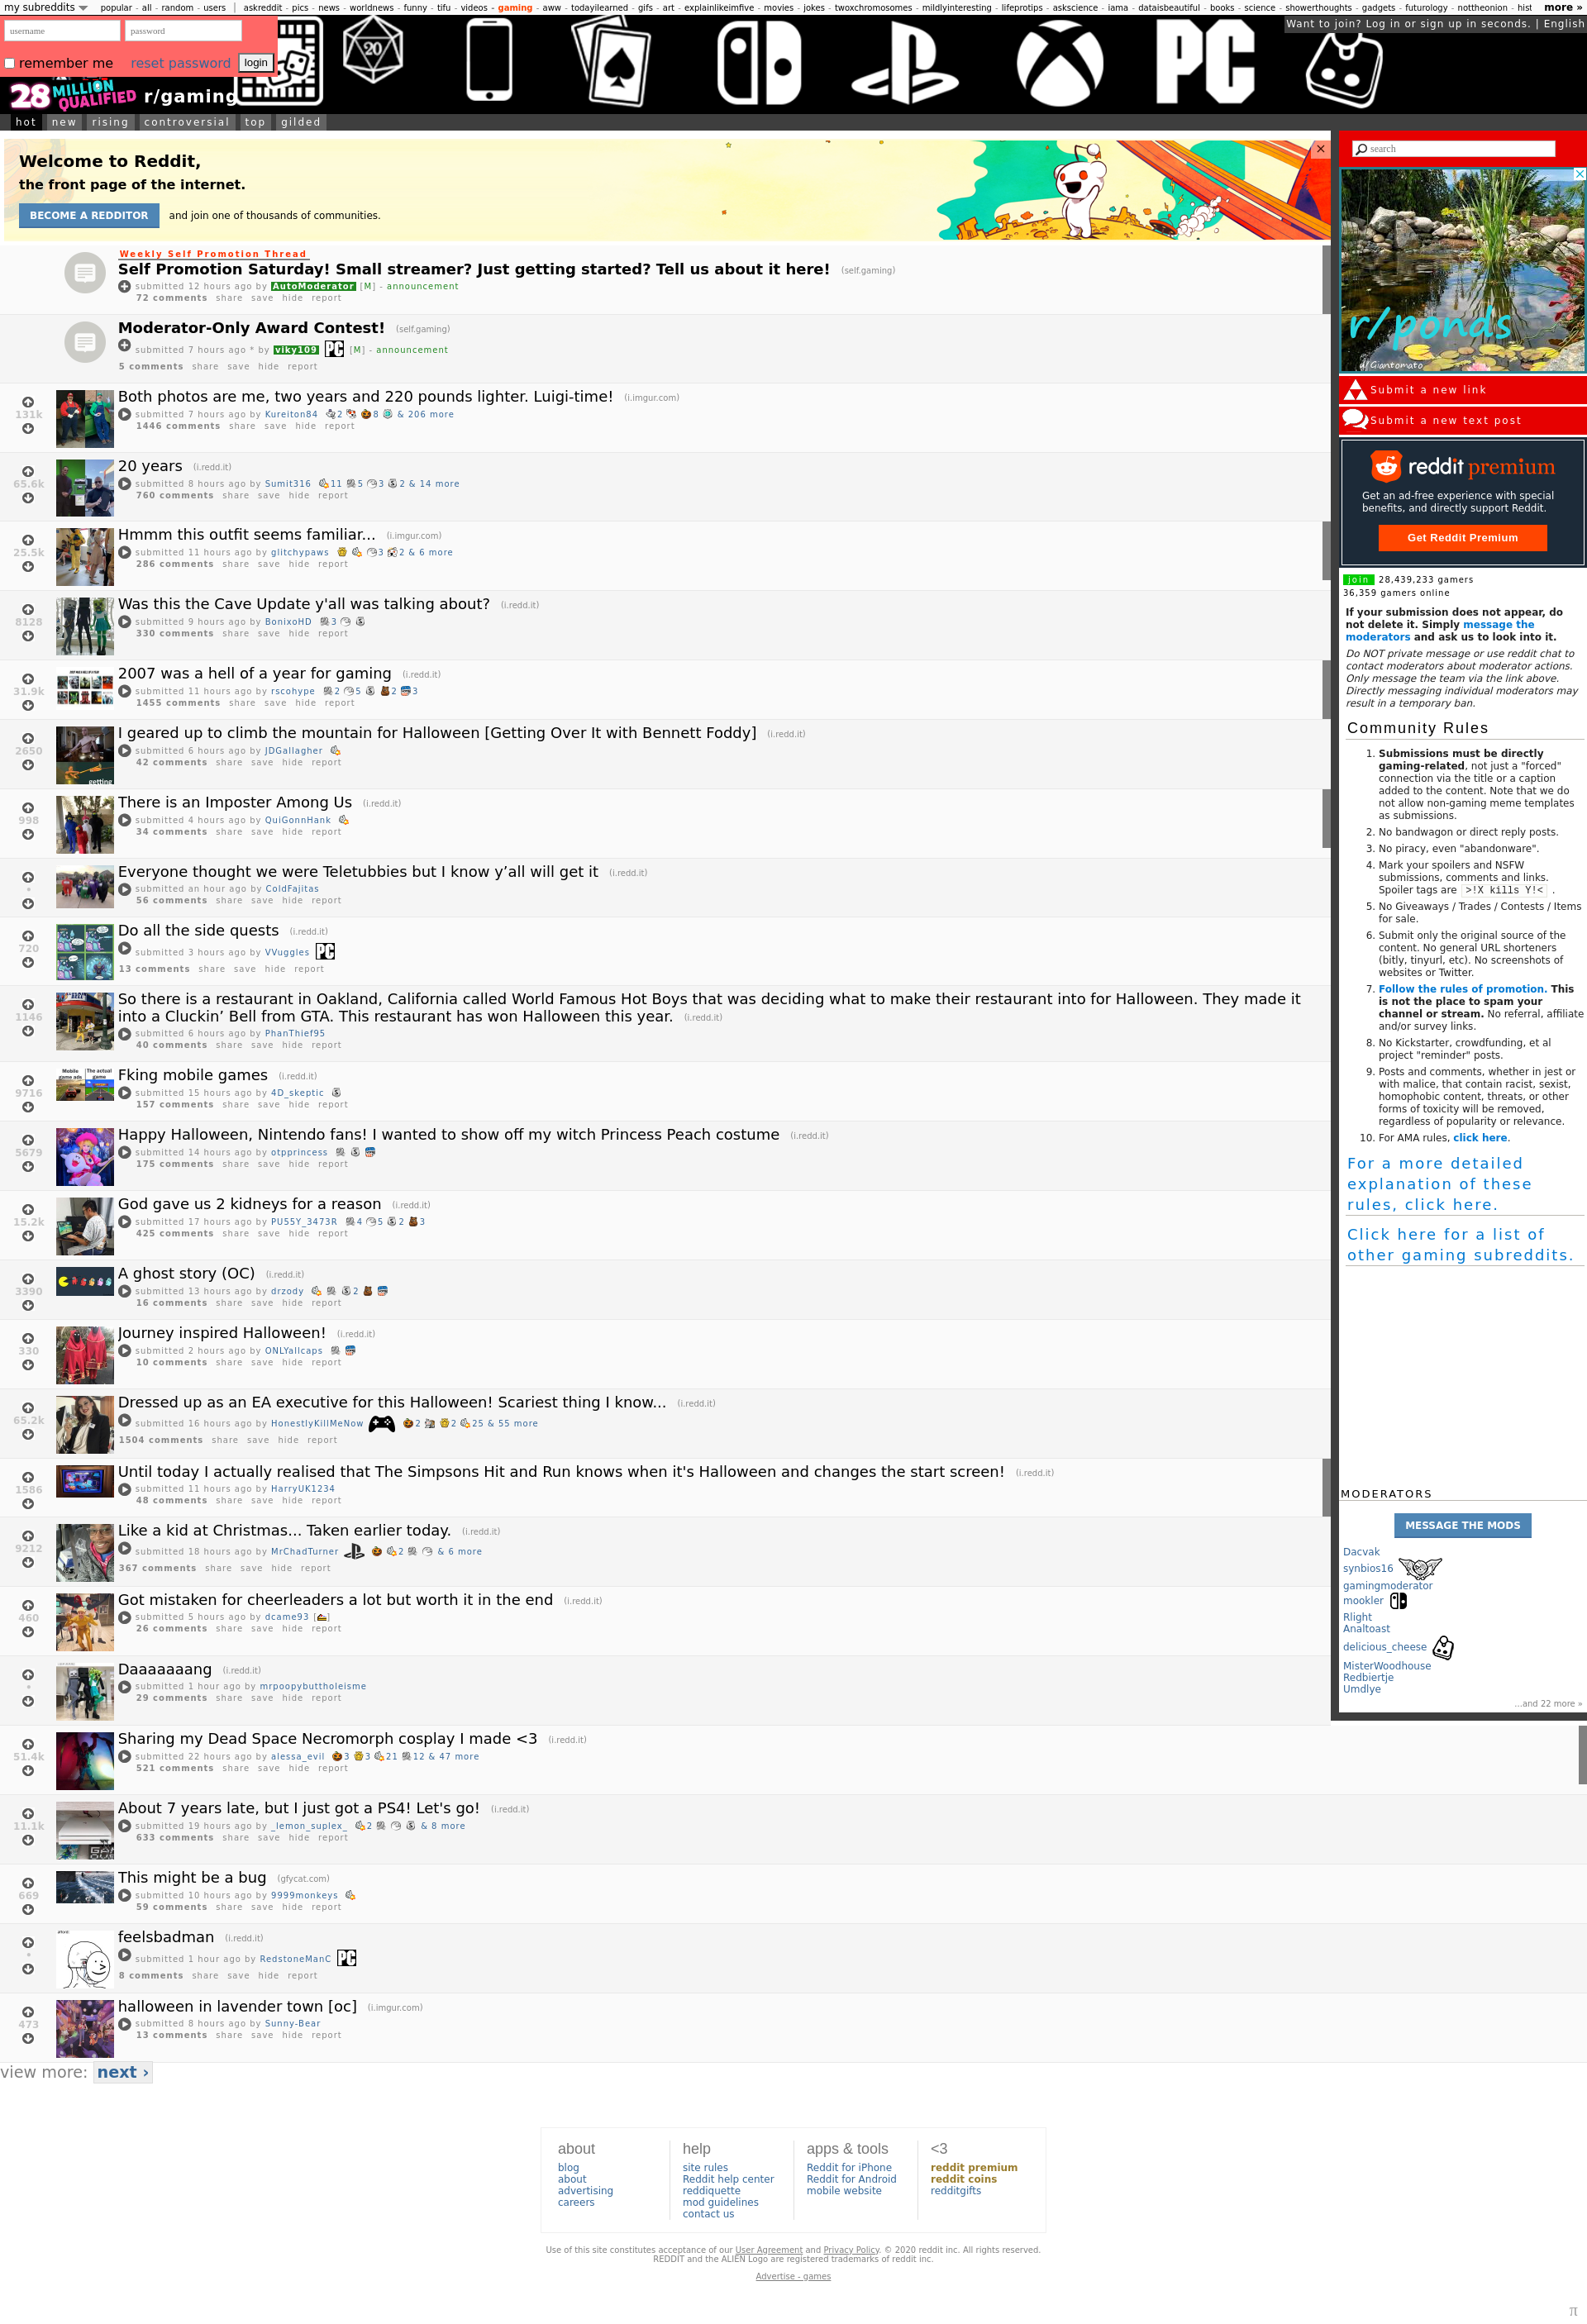 my subreddits popular - all - random - users | askreddit - pics - news - worldnews - funny - tifu - videos - gaming - aww - todayilearned - gifs - art - explainlikeimfive - movies - jokes - twoxchromosomes - mildlyinteresting - lifeprotips - askscience - iama - dataisbeautiful - books - science - showerthoughts - gadgets - futurology - nottheonion - hist more »
username password
Want to join? Log in or sign up in seconds. | English
remember me reset password login
20
PC
28 MILLION QUALIFIED r/gaming
hot new rising controversial top gilded
Welcome to Reddit,
the front page of the internet.
BECOME A REDDITOR and join one of thousands of communities.
Weekly Self Promotion Thread
Self Promotion Saturday! Small streamer? Just getting started? Tell us about it here! (self.gaming)
submitted 12 hours ago by AutoModerator [M] - announcement
72 comments share save hide report
Moderator-Only Award Contest! (self.gaming)
submitted 7 hours ago * by viky109 PC [M] - announcement
5 comments share save hide report
131k
Both photos are me, two years and 220 pounds lighter. Luigi-time! (i.imgur.com)
submitted 7 hours ago by Kureiton84 2 8 & 206 more
1446 comments share save hide report
65.6k
20 years (i.redd.it)
submitted 8 hours ago by Sumit316 11 5 3 2 & 14 more
760 comments share save hide report
25.5k
Hmmm this outfit seems familiar... (i.imgur.com)
submitted 11 hours ago by glitchypaws 3 2 & 6 more
286 comments share save hide report
8128
Was this the Cave Update y'all was talking about? (i.redd.it)
submitted 9 hours ago by BonixoHD 3
330 comments share save hide report
31.9k
2007 was a hell of a year for gaming (i.redd.it)
submitted 11 hours ago by rscohype 2 5 2 3
1455 comments share save hide report
2650
I geared up to climb the mountain for Halloween [Getting Over It with Bennett Foddy] (i.redd.it)
submitted 6 hours ago by JDGallagher
42 comments share save hide report
getting
998
There is an Imposter Among Us (i.redd.it)
submitted 4 hours ago by QuiGonnHank
34 comments share save hide report
•
Everyone thought we were Teletubbies but I know y’all will get it (i.redd.it)
submitted an hour ago by ColdFajitas
56 comments share save hide report
720
Do all the side quests (i.redd.it)
submitted 3 hours ago by VVuggles PC
13 comments share save hide report
1146
So there is a restaurant in Oakland, California called World Famous Hot Boys that was deciding what to make their restaurant into for Halloween. They made it
into a Cluckin’ Bell from GTA. This restaurant has won Halloween this year. (i.redd.it)
submitted 6 hours ago by PhanThief95
40 comments share save hide report
9716
Mobile game ads The actual game
Fking mobile games (i.redd.it)
submitted 15 hours ago by 4D_skeptic
157 comments share save hide report
5679
Happy Halloween, Nintendo fans! I wanted to show off my witch Princess Peach costume (i.redd.it)
submitted 14 hours ago by otpprincess
175 comments share save hide report
15.2k
God gave us 2 kidneys for a reason (i.redd.it)
submitted 17 hours ago by PU55Y_3473R 4 5 2 3
425 comments share save hide report
3390
A ghost story (OC) (i.redd.it)
submitted 13 hours ago by drzody 2
16 comments share save hide report
330
Journey inspired Halloween! (i.redd.it)
submitted 2 hours ago by ONLYallcaps
10 comments share save hide report
65.2k
Dressed up as an EA executive for this Halloween! Scariest thing I know... (i.redd.it)
submitted 16 hours ago by HonestlyKillMeNow 2 2 25 & 55 more
1504 comments share save hide report
1586
Until today I actually realised that The Simpsons Hit and Run knows when it's Halloween and changes the start screen! (i.redd.it)
submitted 11 hours ago by HarryUK1234
48 comments share save hide report
9212
Like a kid at Christmas... Taken earlier today. (i.redd.it)
submitted 18 hours ago by MrChadTurner 2 & 6 more
367 comments share save hide report
460
Got mistaken for cheerleaders a lot but worth it in the end (i.redd.it)
submitted 5 hours ago by dcame93 []
26 comments share save hide report
•
Daaaaaaang (i.redd.it)
submitted 1 hour ago by mrpoopybuttholeisme
29 comments share save hide report
51.4k
Sharing my Dead Space Necromorph cosplay I made <3 (i.redd.it)
submitted 22 hours ago by alessa_evil 3 3 21 12 & 47 more
521 comments share save hide report
11.1k
About 7 years late, but I just got a PS4! Let's go! (i.redd.it)
submitted 19 hours ago by _lemon_suplex_ 2 & 8 more
633 comments share save hide report
669
This might be a bug (gfycat.com)
submitted 10 hours ago by 9999monkeys
59 comments share save hide report
•
feelsbadman (i.redd.it)
submitted 1 hour ago by RedstoneManC PC
8 comments share save hide report
473
halloween in lavender town [oc] (i.imgur.com)
submitted 8 hours ago by Sunny-Bear
13 comments share save hide report
view more: next ›
search
r/ponds
u/Giantomato
Submit a new link
Submit a new text post
reddit premium
Get an ad-free experience with special
benefits, and directly support Reddit.
Get Reddit Premium
join 28,439,233 gamers
36,359 gamers online
If your submission does not appear, do
not delete it. Simply message the
moderators and ask us to look into it.
Do NOT private message or use reddit chat to
contact moderators about moderator actions.
Only message the team via the link above.
Directly messaging individual moderators may
result in a temporary ban.
Community Rules
1. Submissions must be directly
gaming-related, not just a "forced"
connection via the title or a caption
added to the content. Note that we do
not allow non-gaming meme templates
as submissions.
2. No bandwagon or direct reply posts.
3. No piracy, even "abandonware".
4. Mark your spoilers and NSFW
submissions, comments and links.
Spoiler tags are >!X kills Y!< .
5. No Giveaways / Trades / Contests / Items
for sale.
6. Submit only the original source of the
content. No general URL shorteners
(bitly, tinyurl, etc). No screenshots of
websites or Twitter.
7. Follow the rules of promotion. This
is not the place to spam your
channel or stream. No referral, affiliate
and/or survey links.
8. No Kickstarter, crowdfunding, et al
project "reminder" posts.
9. Posts and comments, whether in jest or
with malice, that contain racist, sexist,
homophobic content, threats, or other
forms of toxicity will be removed,
regardless of popularity or relevance.
10. For AMA rules, click here.
For a more detailed
explanation of these
rules, click here.
Click here for a list of
other gaming subreddits.
MODERATORS
MESSAGE THE MODS
Dacvak
synbios16
gamingmoderator
mookler
Rlight
Analtoast
delicious_cheese
MisterWoodhouse
Redbiertje
Umdlye
...and 22 more »
about
blog
about
advertising
careers
help
site rules
Reddit help center
reddiquette
mod guidelines
contact us
apps & tools
Reddit for iPhone
Reddit for Android
mobile website
<3
reddit premium
reddit coins
redditgifts
Use of this site constitutes acceptance of our User Agreement and Privacy Policy. © 2020 reddit inc. All rights reserved.
REDDIT and the ALIEN Logo are registered trademarks of reddit inc.
Advertise - games
π